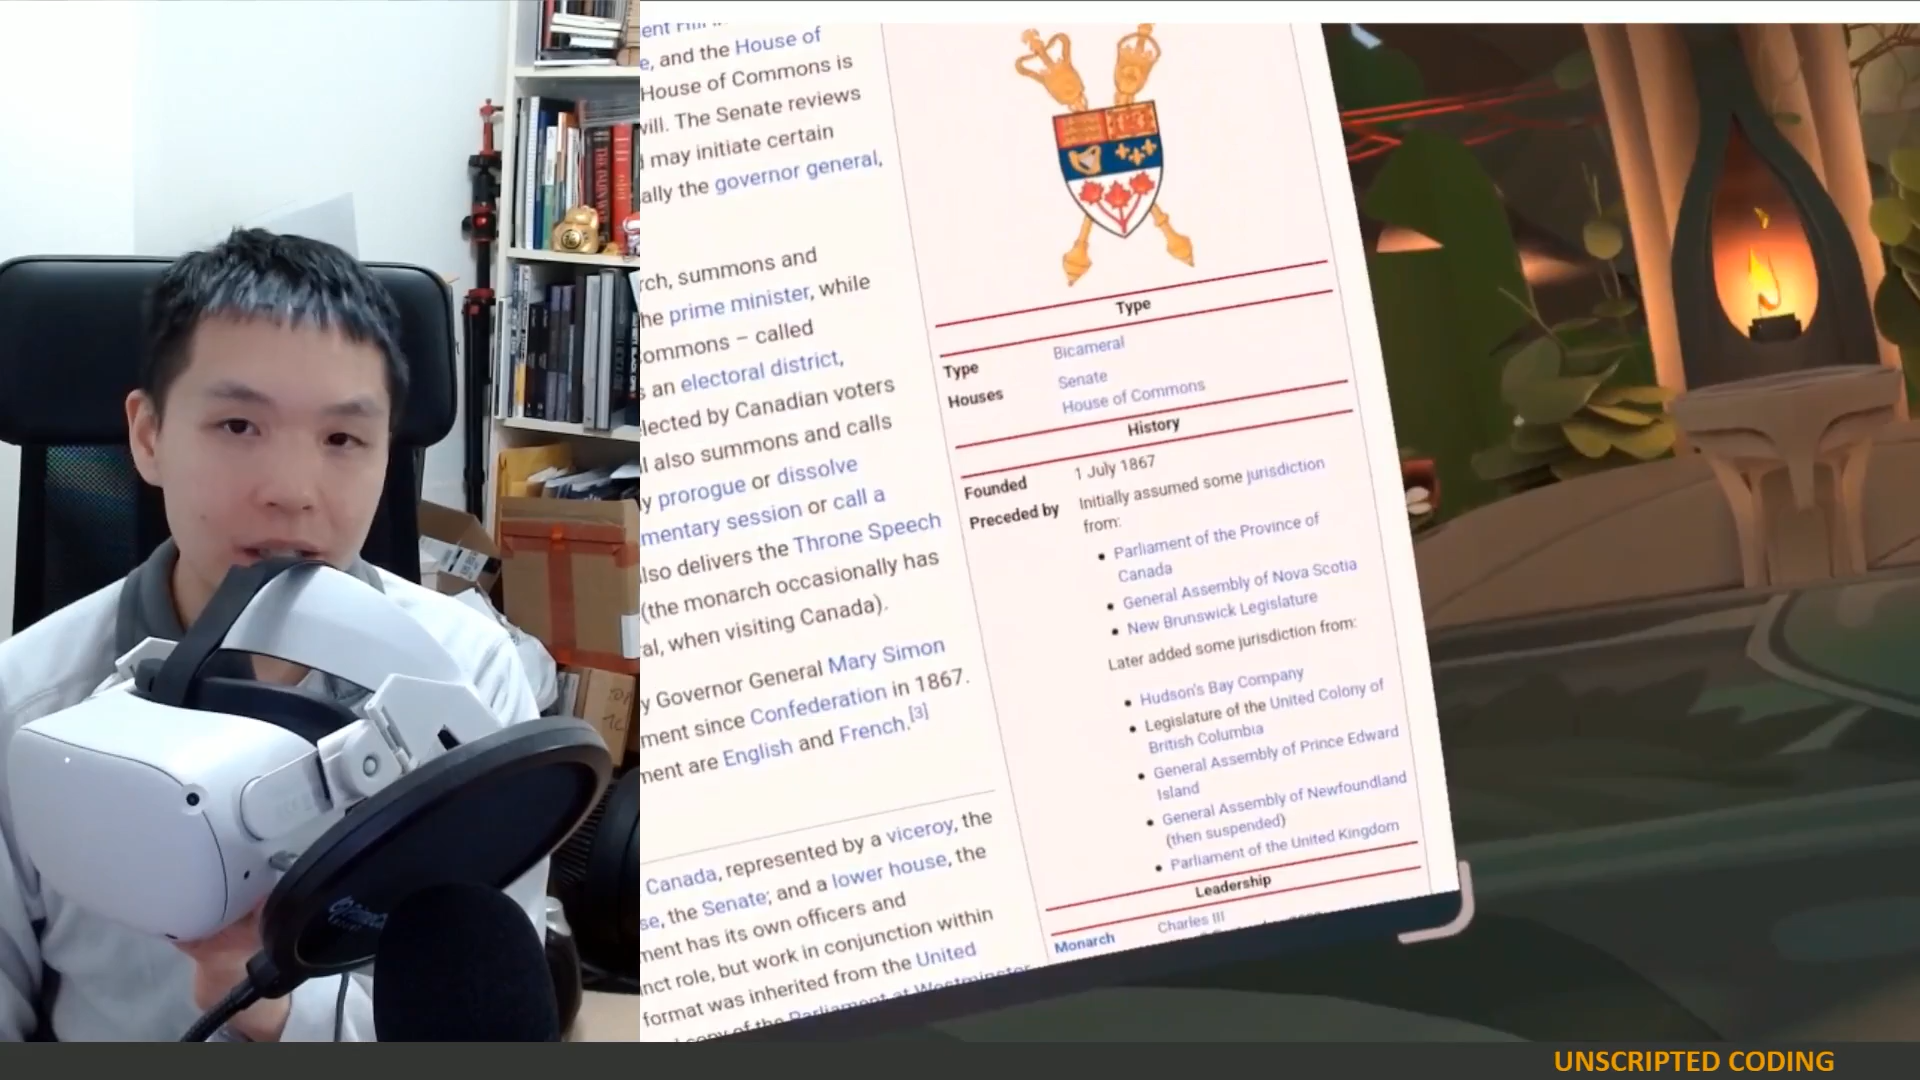 e, and the House of
House of Commons is
will. The Senate reviews
may initiate certain
ally the governor general,
rch, summons and
he prime minister, while
ommons – called
an electoral district,
lected by Canadian voters
l also summons and calls
y prorogue or dissolve
mentary session or call a
lso delivers the Throne Speech
(the monarch occasionally has
al, when visiting Canada).
y Governor General Mary Simon
ment since Confederation in 1867.
ment are English and French.[3]
Canada, represented by a viceroy, the
se, the Senate; and a lower house, the
ment has its own officers and
nct role, but work in conjunction within
format was inherited from the United
copy of the Parliament at Westminster
Type
Type Bicameral
Houses Senate
House of Commons
History
Founded 1 July 1867
Preceded by Initially assumed some jurisdiction
from:
• Parliament of the Province of
Canada
• General Assembly of Nova Scotia
• New Brunswick Legislature
Later added some jurisdiction from:
• Hudson's Bay Company
• Legislature of the United Colony of
British Columbia
• General Assembly of Prince Edward
Island
• General Assembly of Newfoundland
(then suspended)
• Parliament of the United Kingdom
Leadership
Monarch Charles III
UNSCRIPTED CODING